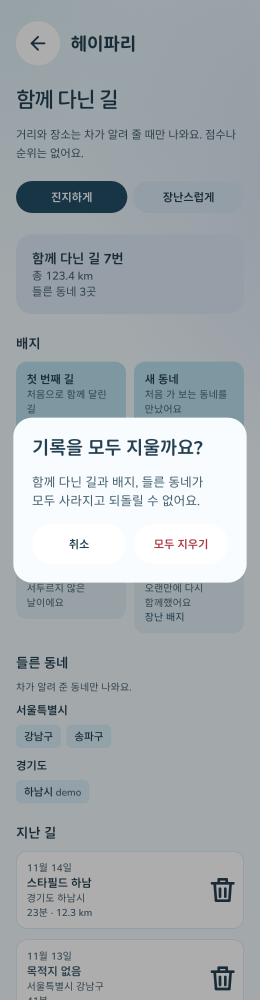 헤이파리
함께 다닌 길
거리와 장소는 차가 알려 줄 때만 나와요. 점수나
순위는 없어요.
진지하게
장난스럽게
함께 다닌 길 7번
총 123.4 km
들른 동네 3곳
배지
첫 번째 길
처음으로 함께 달린
길
새 동네
처음 가 보는 동네를
만났어요
기록을 모두 지울까요?
함께 다닌 길과 배지, 들른 동네가
모두 사라지고 되돌릴 수 없어요.
취소
모두 지우기
서두르지 않은
날이에요
오랜만에 다시
함께했어요
장난 배지
들른 동네
차가 알려 준 동네만 나와요.
서울특별시
강남구
송파구
경기도
하남시 demo
지난 길
11월 14일
스타필드 하남
경기도 하남시
23분 · 12.3 km
11월 13일
목적지 없음
서울특별시 강남구